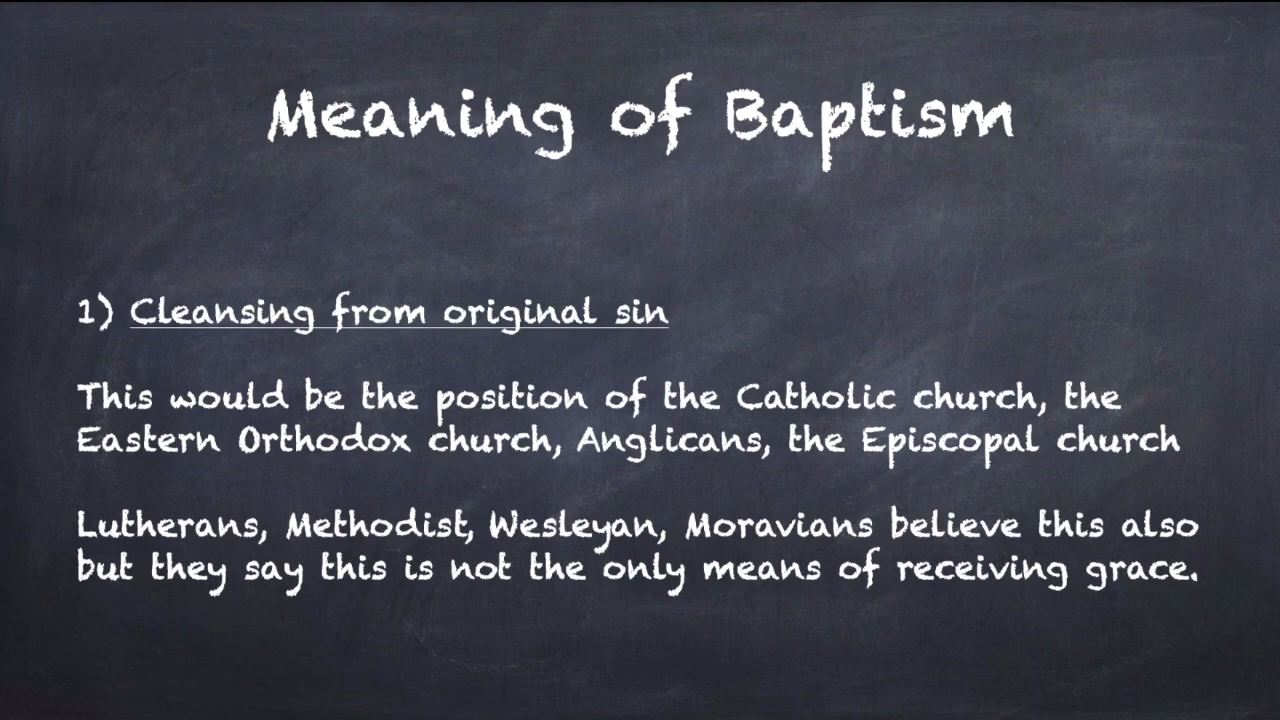 Meaning of Baptism
1) Cleansing from original sin
This would be the position of the Catholic church, the
Eastern Orthodox church, Anglicans, the Episcopal church
Lutherans, Methodist, Wesleyan, Moravians believe this also
but they say this is not the only means of receiving grace.